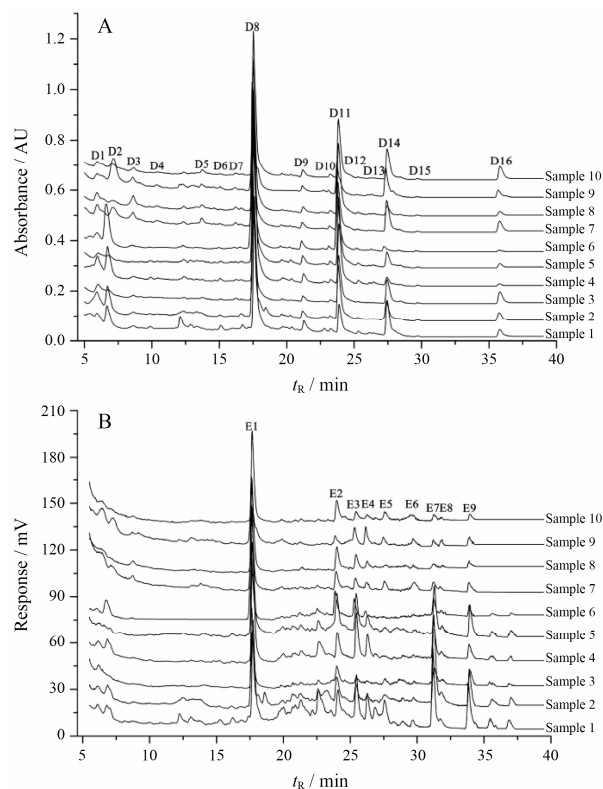 A
Absorbance / AU
1.2
1.0
0.8
0.6
0.4
0.2
0.0
D1 D2 D3 D4 D5 D6 D7 D8 D9 D10 D11 D12 D13 D14 D15 D16
Sample 10
Sample 9
Sample 8
Sample 7
Sample 6
Sample 5
Sample 4
Sample 3
Sample 2
Sample 1
5 10 15 20 25 30 35 40
tR / min
B
Response / mV
210
180
150
120
90
60
30
0
E1 E2 E3 E4 E5 E6 E7 E8 E9
Sample 10
Sample 9
Sample 8
Sample 7
Sample 6
Sample 5
Sample 4
Sample 3
Sample 2
Sample 1
5 10 15 20 25 30 35 40
tR / min